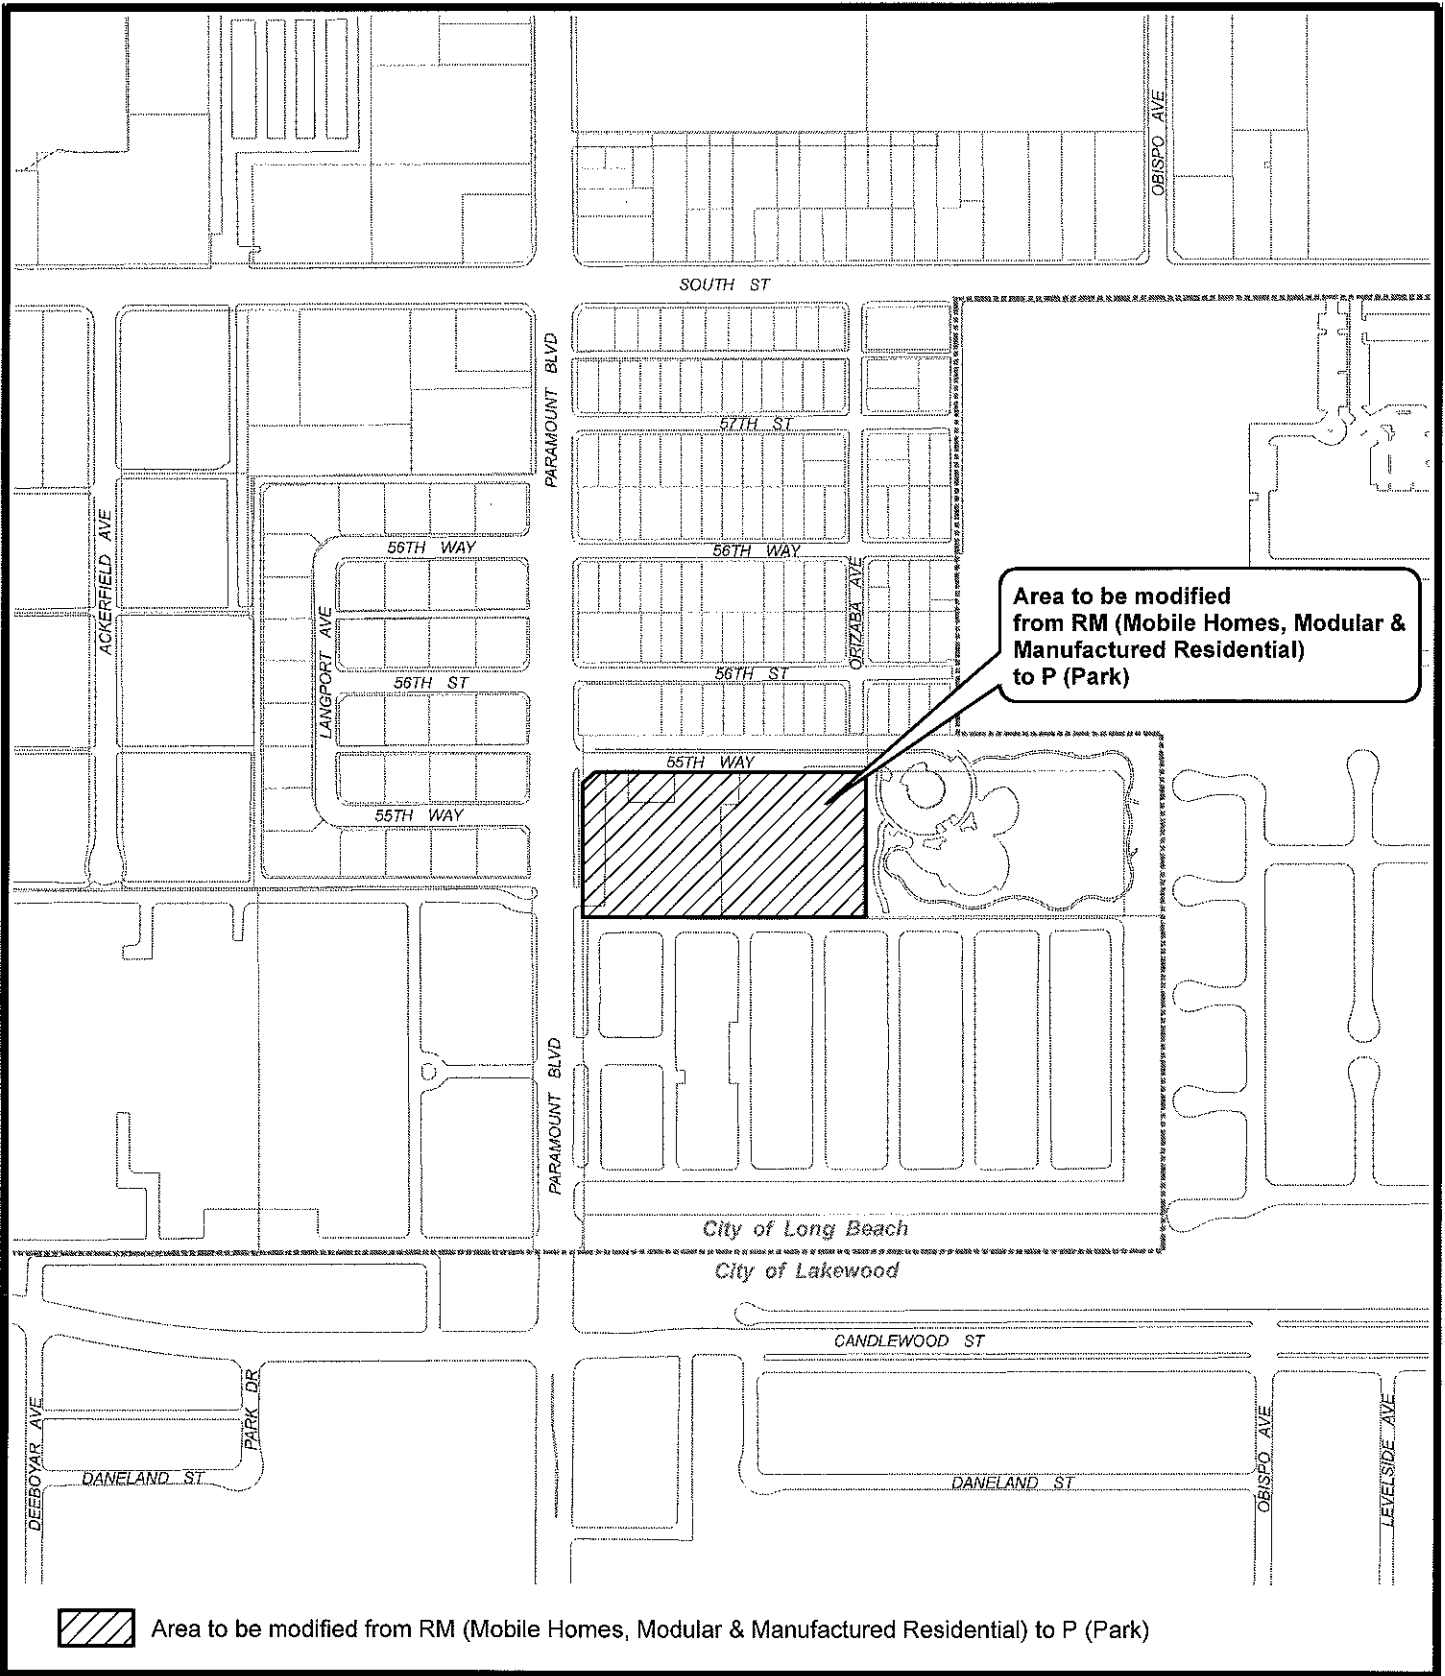 OBISPO AVE
SOUTH ST
PARAMOUNT BLVD
57TH ST
ACKERFIELD AVE
56TH WAY
56TH WAY
ORIZABA AVE
LANGPORT AVE
Area to be modified
from RM (Mobile Homes, Modular &
Manufactured Residential)
to P (Park)
56TH ST
56TH ST
55TH WAY
55TH WAY
PARAMOUNT BLVD
City of Long Beach
City of Lakewood
CANDLEWOOD ST
DEEBOYAR AVE
PARK DR
DANELAND ST
DANELAND ST
OBISPO AVE
LEVELSIDE AVE
Area to be modified from RM (Mobile Homes, Modular & Manufactured Residential) to P (Park)